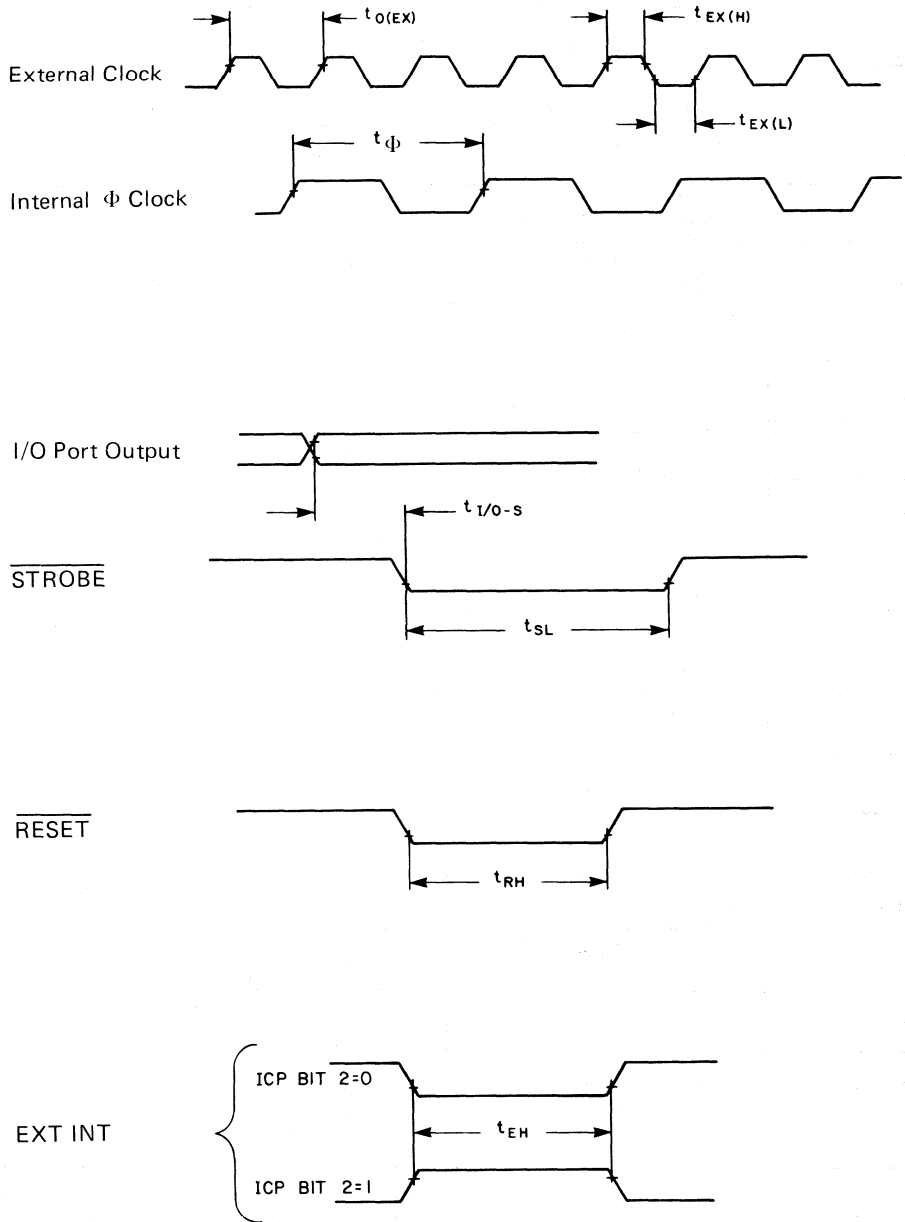 t O(EX)
t EX(H)
External Clock
t EX(L)
t Φ
Internal Φ Clock
I/O Port Output
t I/O-S
STROBE
t SL
RESET
t RH
ICP BIT 2=0
EXT INT
t EH
ICP BIT 2=1